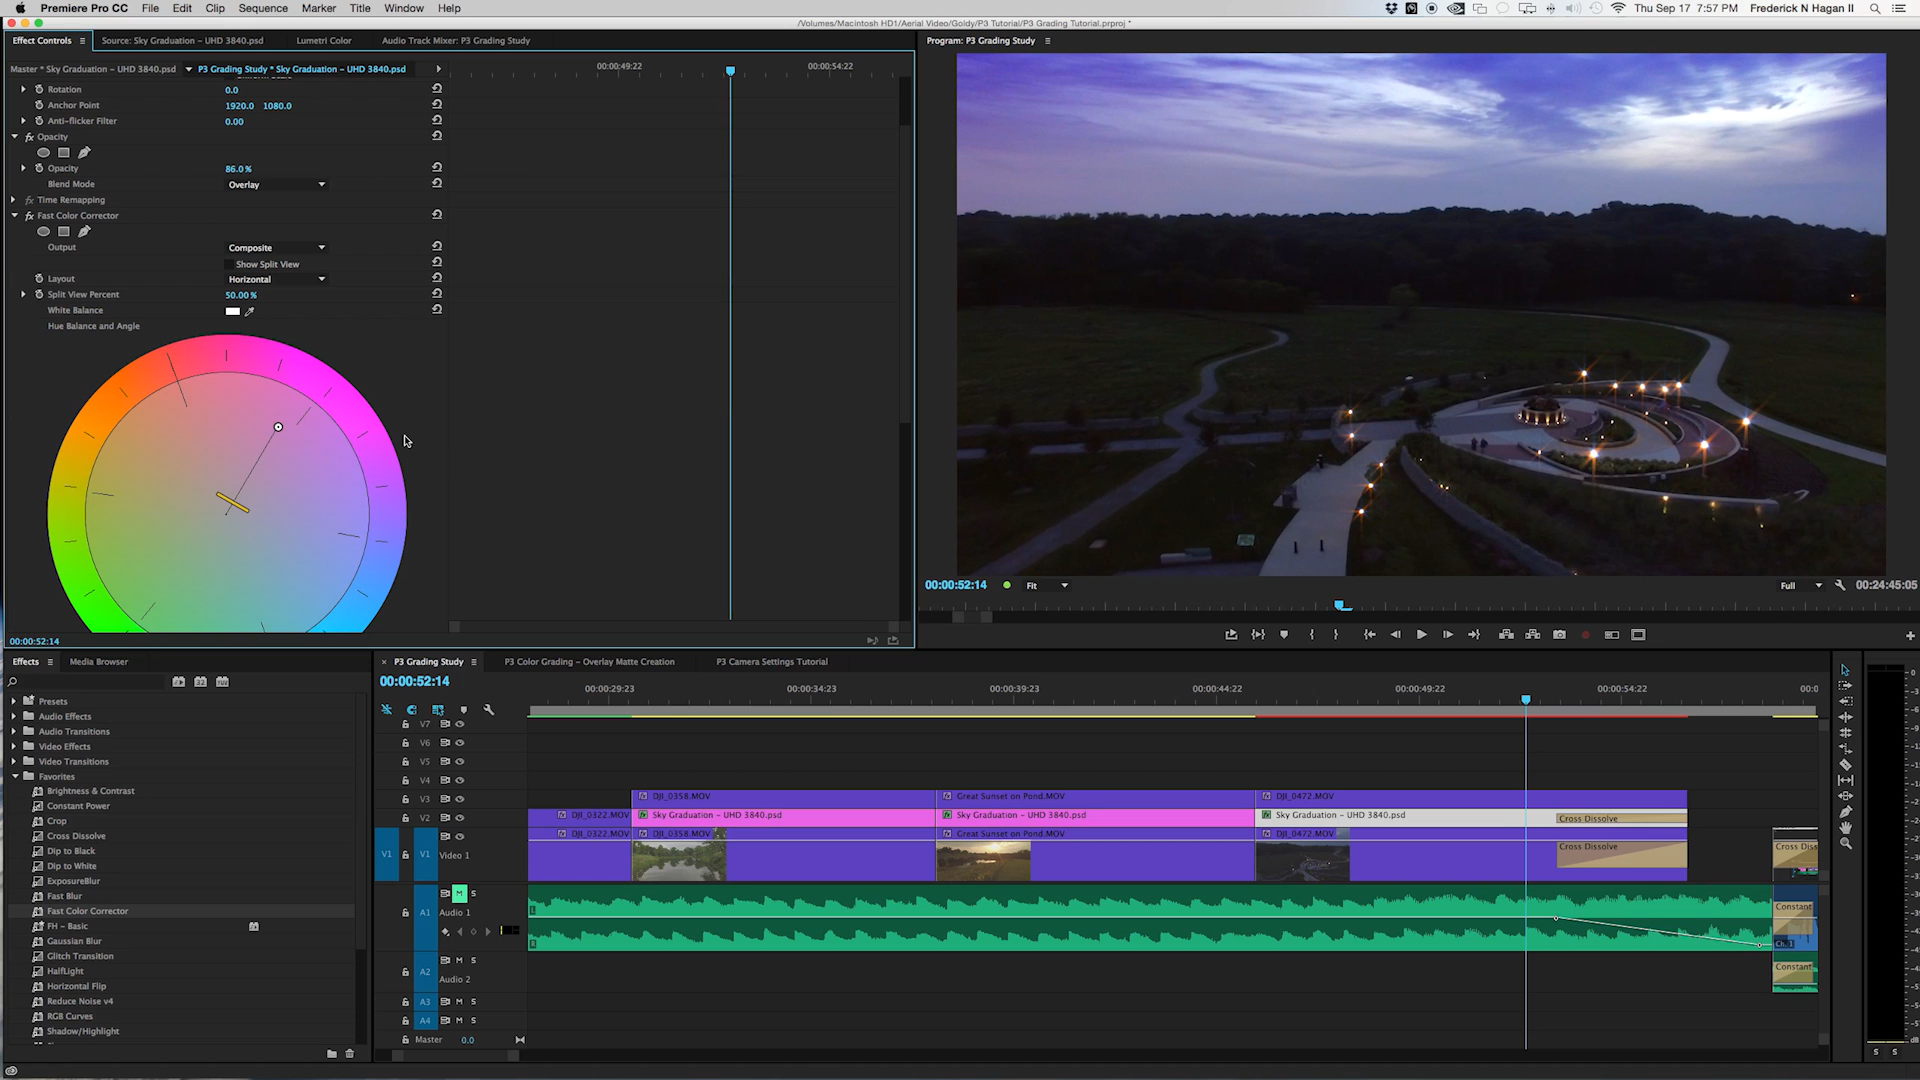 Premiere Pro CC File Edit Clip Sequence Marker Title Window Help Thu Sep 17 7:57 PM Frederick N Hagan II
/Volumes/Macintosh HD1/Aerial Video/Goldy/P3 Tutorial/P3 Grading Tutorial.prproj *
Effect Controls Source: Sky Graduation - UHD 3840.psd Lumetri Color Audio Track Mixer: P3 Grading Study
Master * Sky Graduation - UHD 3840.psd P3 Grading Study * Sky Graduation - UHD 3840.psd
00:00:49:22 00:00:54:22
Rotation 0.0
Anchor Point 1920.0 1080.0
Anti-flicker Filter 0.00
fx Opacity
Opacity 86.0 %
Blend Mode Overlay
fx Time Remapping
fx Fast Color Corrector
Output Composite
Show Split View
Layout Horizontal
Split View Percent 50.00 %
White Balance
Hue Balance and Angle
00:00:52:14
Program: P3 Grading Study
00:00:52:14 Fit Full 00:24:45:05
Effects Media Browser
Presets
Audio Effects
Audio Transitions
Video Effects
Video Transitions
Favorites
Brightness & Contrast
Constant Power
Crop
Cross Dissolve
Dip to Black
Dip to White
ExposureBlur
Fast Blur
Fast Color Corrector
FH - Basic
Gaussian Blur
Glitch Transition
HalfLight
Horizontal Flip
Reduce Noise v4
RGB Curves
Shadow/Highlight
× P3 Grading Study P3 Color Grading - Overlay Matte Creation P3 Camera Settings Tutorial
00:00:52:14
00:00:29:23 00:00:34:23 00:00:39:23 00:00:44:22 00:00:49:22 00:00:54:22 00:0
V7
V6
V5
V4
V3 DJI_0358.MOV Great Sunset on Pond.MOV DJI_0472.MOV
V2 DJI_0322.MOV Sky Graduation - UHD 3840.psd Sky Graduation - UHD 3840.psd Sky Graduation - UHD 3840.psd Cross Dissolve
DJI_0322.MOV DJI_0358.MOV Great Sunset on Pond.MOV DJI_0472.MOV
V1 V1 Video 1 Cross Dissolve Cross Diss
M S
A1 Audio 1 Constant
Ch. 1
M S
A2 Audio 2 Constant
A3 M S
A4 M S
Master 0.0
S S